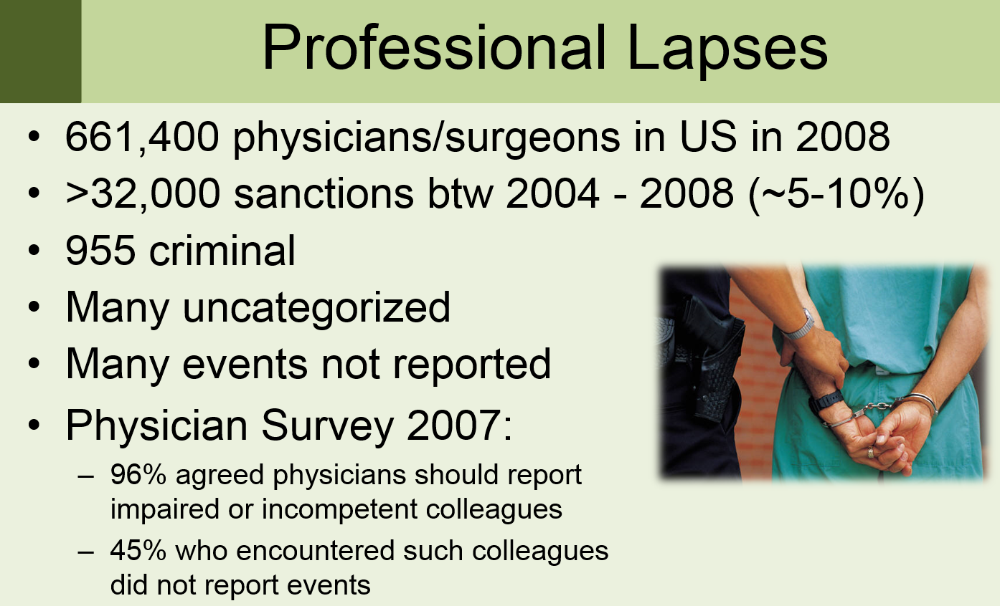 Professional Lapses
• 661,400 physicians/surgeons in US in 2008
• >32,000 sanctions btw 2004 - 2008 (~5-10%)
• 955 criminal
• Many uncategorized
• Many events not reported
• Physician Survey 2007:
– 96% agreed physicians should report
impaired or incompetent colleagues
– 45% who encountered such colleagues
did not report events